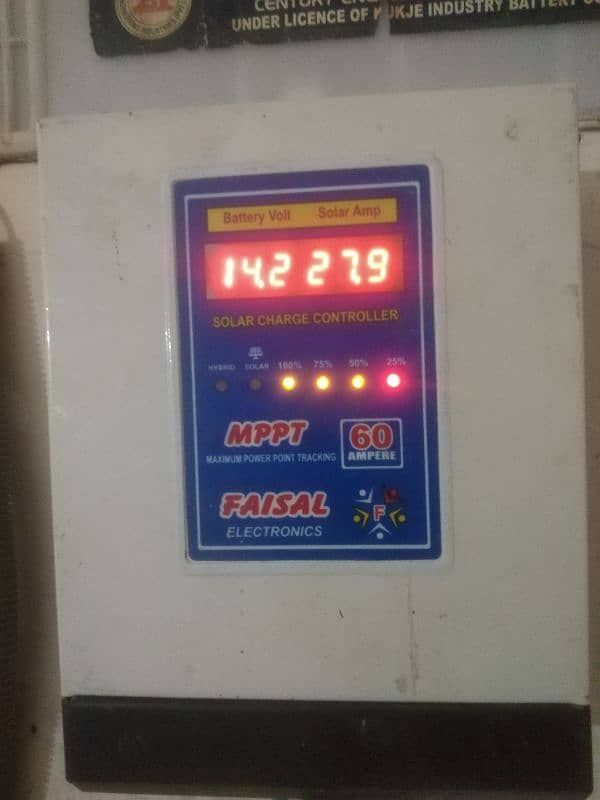 UNDER LICENCE OF KUKJE INDUSTRY BATTERY
Battery Volt Solar Amp
14.2 27.9
SOLAR CHARGE CONTROLLER
HYBRID SOLAR 100% 75% 50% 25%
MPPT
MAXIMUM POWER POINT TRACKING
60
AMPERE
FAISAL
ELECTRONICS
F